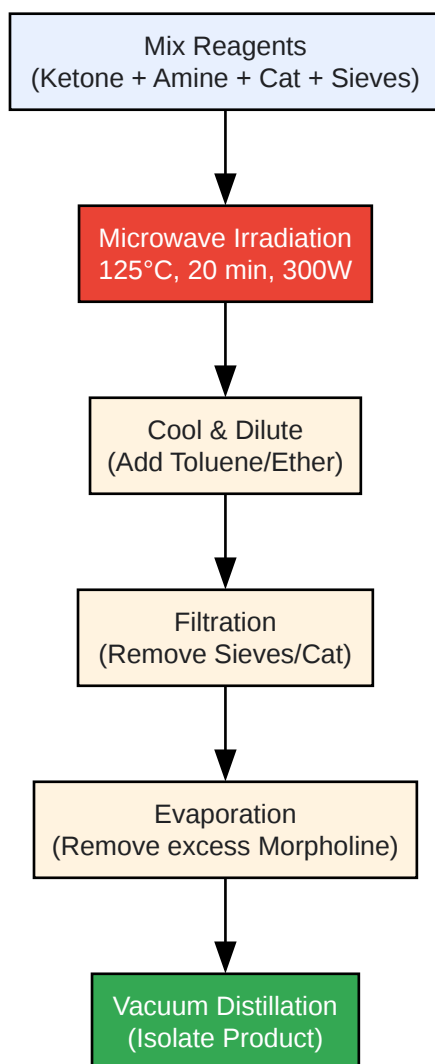 Mix Reagents
(Ketone + Amine + Cat + Sieves)
Microwave Irradiation
125°C, 20 min, 300W
Cool & Dilute
(Add Toluene/Ether)
Filtration
(Remove Sieves/Cat)
Evaporation
(Remove excess Morpholine)
Vacuum Distillation
(Isolate Product)